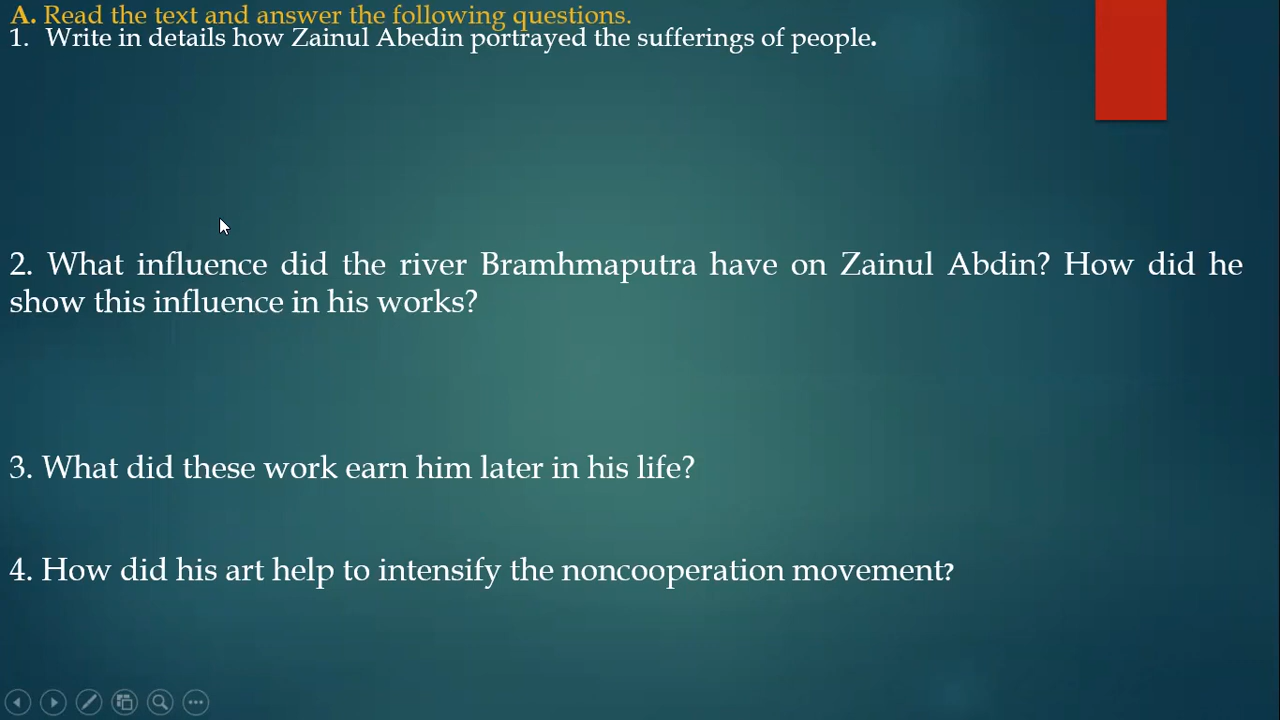 A. Read the text and answer the following questions.
1. Write in details how Zainul Abedin portrayed the sufferings of people.
2. What influence did the river Bramhmaputra have on Zainul Abdin? How did he
show this influence in his works?
3. What did these work earn him later in his life?
4. How did his art help to intensify the noncooperation movement?